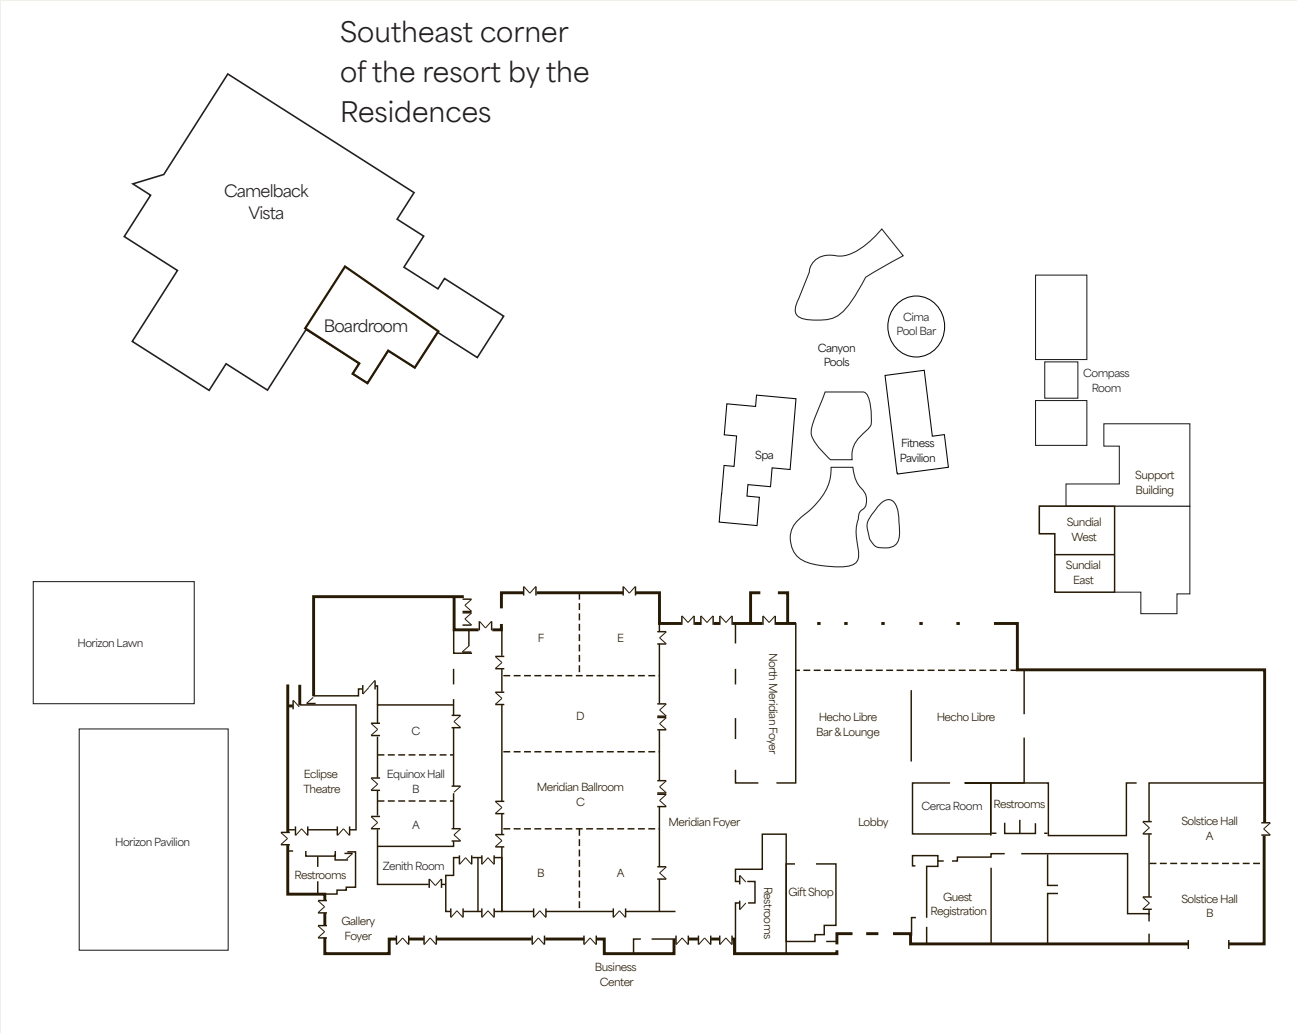 Southeast corner
of the resort by the
Residences
Camelback
Vista
Boardroom
Cima
Pool Bar
Canyon
Pools
Compass
Room
Fitness
Pavilion
Spa
Support
Building
Sundial
West
Sundial
East
Horizon Lawn
Horizon Pavilion
F
E
D
Meridian Ballroom
C
B
A
C
Equinox Hall
B
A
Zenith Room
Eclipse
Theatre
Restrooms
Gallery
Foyer
Business
Center
North Meridian Foyer
Meridian Foyer
Hecho Libre
Bar & Lounge
Hecho Libre
Cerca Room
Restrooms
Lobby
Gift Shop
Restrooms
Guest
Registration
Solstice Hall
A
Solstice Hall
B